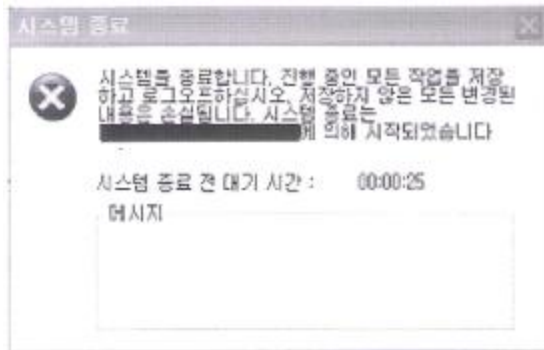 시스템 종료
시스템을 종료합니다. 진행 중인 모든 작업을 저장
하고 로그오프하십시오. 저장하지 않은 모든 변경된
내용은 손실됩니다. 시스템 종료는
에 의해 시작되었습니다
시스템 종료 전 대기 시간 : 00:00:25
메시지